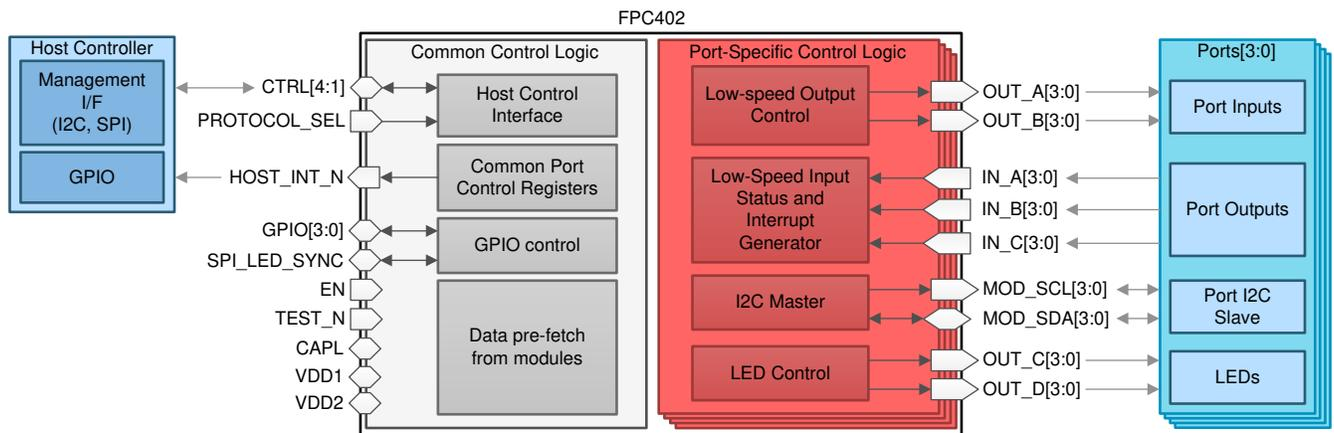 FPC402
Host Controller
Management
I/F
(I2C, SPI)
GPIO
CTRL[4:1]
PROTOCOL_SEL
HOST_INT_N
GPIO[3:0]
SPI_LED_SYNC
EN
TEST_N
CAPL
VDD1
VDD2
Common Control Logic
Host Control
Interface
Common Port
Control Registers
GPIO control
Data pre-fetch
from modules
Port-Specific Control Logic
Low-speed Output
Control
Low-Speed Input
Status and
Interrupt
Generator
I2C Master
LED Control
OUT_A[3:0]
OUT_B[3:0]
IN_A[3:0]
IN_B[3:0]
IN_C[3:0]
MOD_SCL[3:0]
MOD_SDA[3:0]
OUT_C[3:0]
OUT_D[3:0]
Ports[3:0]
Port Inputs
Port Outputs
Port I2C
Slave
LEDs